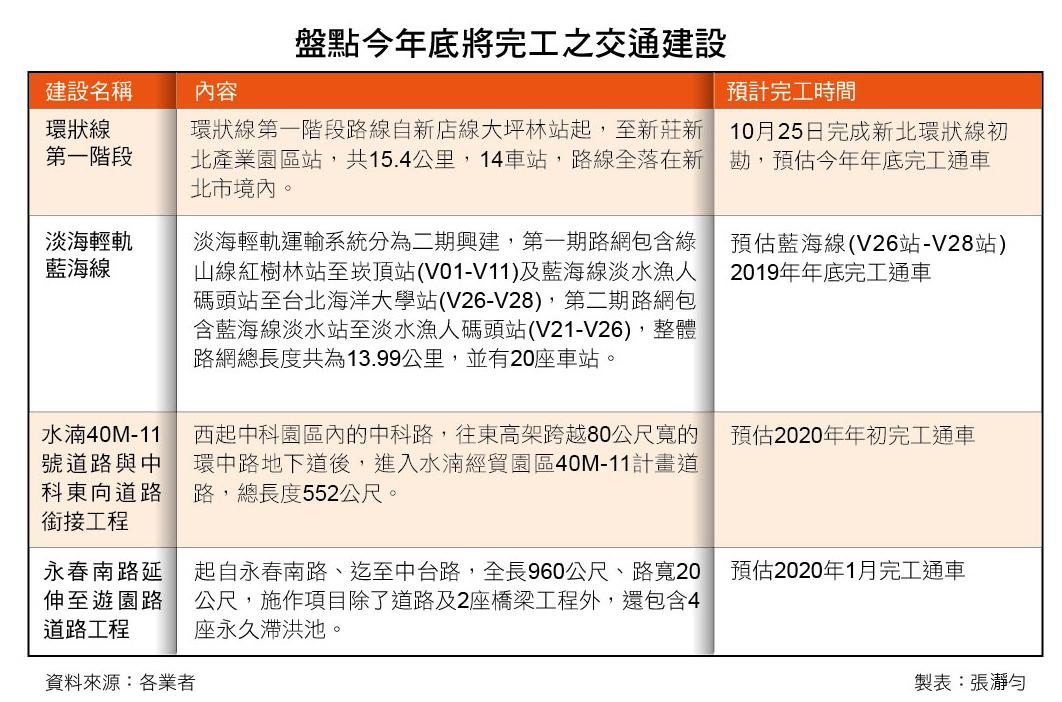 盤點今年底將完工之交通建設
建設名稱
內容
預計完工時間
環狀線
第一階段
環狀線第一階段路線自新店線大坪林站起，至新莊新
北產業園區站，共15.4公里，14車站，路線全落在新
北市境內。
10月25日完成新北環狀線初
勘，預估今年年底完工通車
淡海輕軌
藍海線
淡海輕軌運輸系統分為二期興建，第一期路網包含綠
山線紅樹林站至崁頂站(V01-V11)及藍海線淡水漁人
碼頭站至台北海洋大學站(V26-V28)，第二期路網包
含藍海線淡水站至淡水漁人碼頭站(V21-V26)，整體
路網總長度共為13.99公里，並有20座車站。
預估藍海線(V26站-V28站)
2019年年底完工通車
水湳40M-11
號道路與中
科東向道路
銜接工程
西起中科園區內的中科路，往東高架跨越80公尺寬的
環中路地下道後，進入水湳經貿園區40M-11計畫道
路，總長度552公尺。
預估2020年年初完工通車
永春南路延
伸至遊園路
道路工程
起自永春南路、迄至中台路，全長960公尺、路寬20
公尺，施作項目除了道路及2座橋梁工程外，還包含4
座永久滯洪池。
預估2020年1月完工通車
資料來源：各業者
製表：張瀞勻